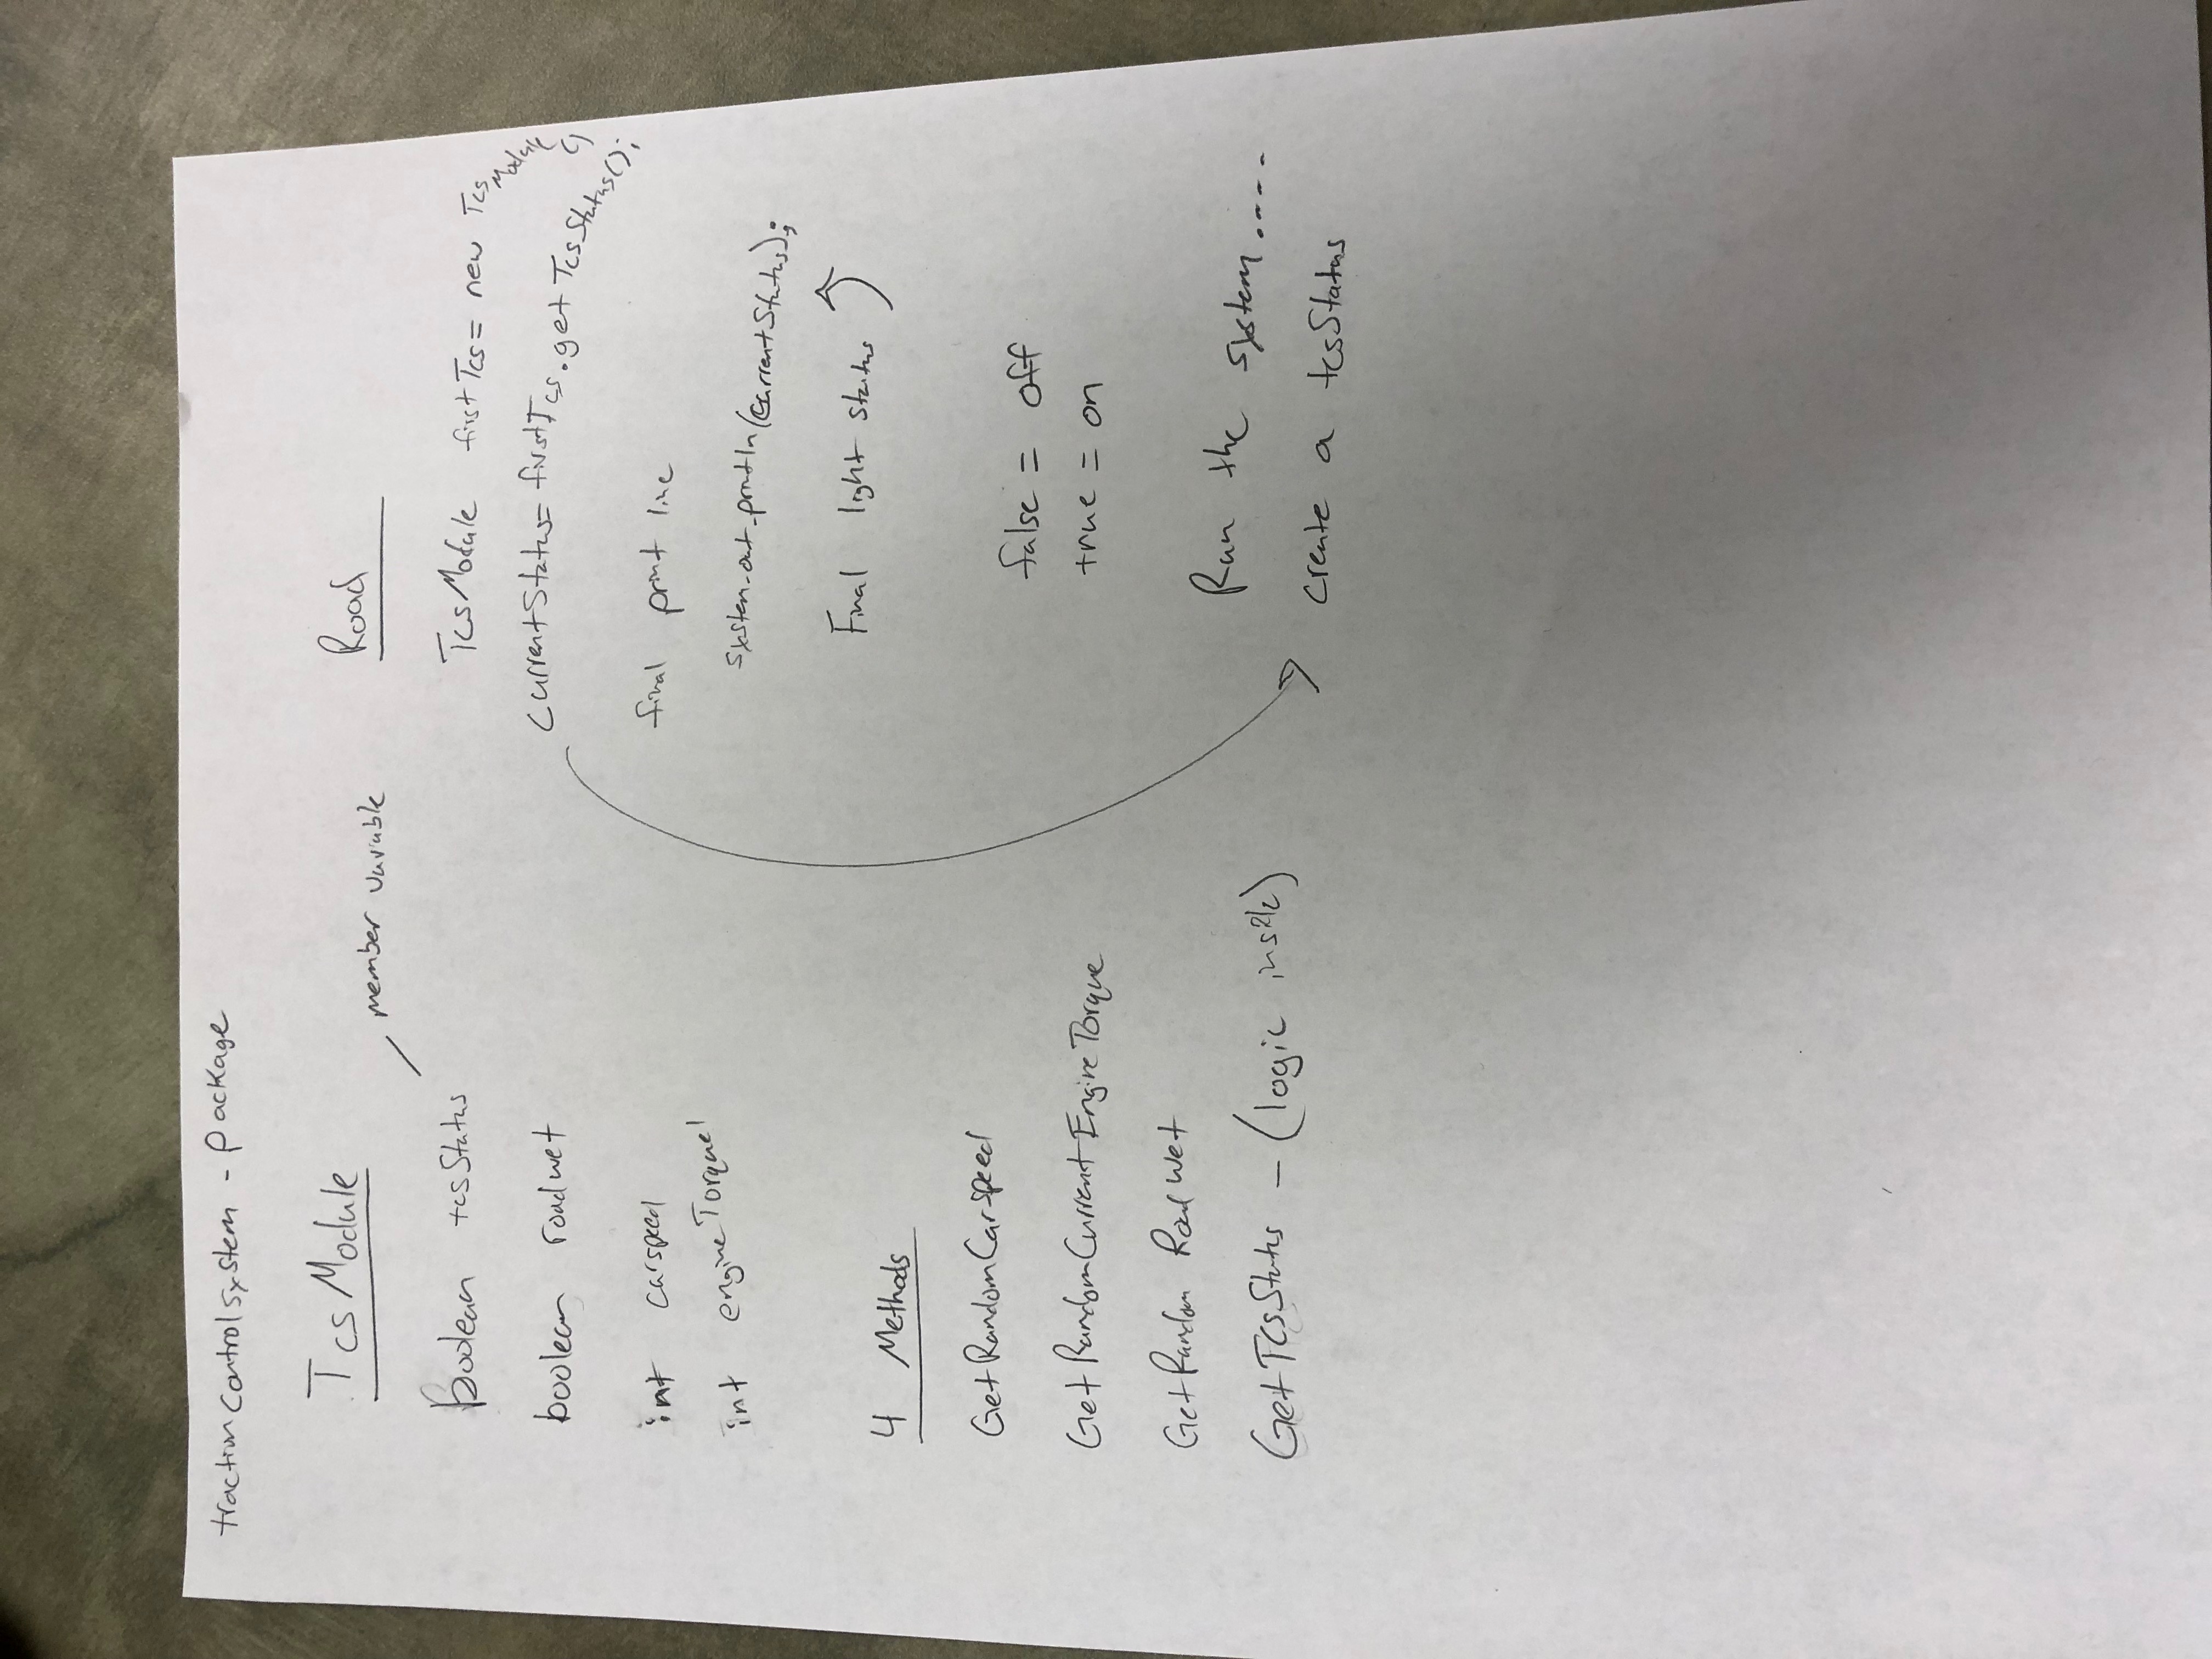 tractionControlsystem - package
TcsModule
member variable
Boolean tcsStatus
boolean roadwet
int carspeed
int engineTorque
4 Methods
GetRandomCarspeed
GetRandomCurrentEngineTorque
GetRandom RoadWet
GetTcsStatus - (logic inside)
Road
TcsModule firstTcs = new TcsModule()
currentStatus = firstTcs.getTcsStatus();
final print line
system.out.println(currentStatus);
Final light status
false = off
true = on
Run the system....
create a tcsStatus